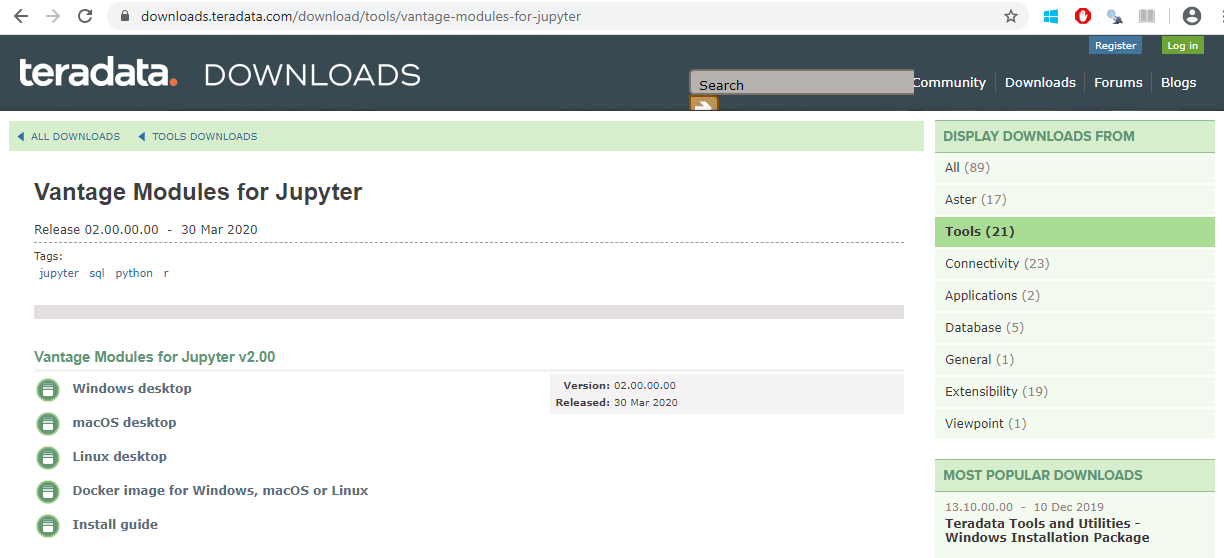 downloads.teradata.com/download/tools/vantage-modules-for-jupyter
Register
Log in
teradata. DOWNLOADS
Search
Community
Downloads
Forums
Blogs
ALL DOWNLOADS
TOOLS DOWNLOADS
Vantage Modules for Jupyter
Release 02.00.00.00 - 30 Mar 2020
Tags:
jupyter sql python r
Vantage Modules for Jupyter v2.00
Windows desktop
macOS desktop
Linux desktop
Docker image for Windows, macOS or Linux
Install guide
Version: 02.00.00.00
Released: 30 Mar 2020
DISPLAY DOWNLOADS FROM
All (89)
Aster (17)
Tools (21)
Connectivity (23)
Applications (2)
Database (5)
General (1)
Extensibility (19)
Viewpoint (1)
MOST POPULAR DOWNLOADS
13.10.00.00 - 10 Dec 2019
Teradata Tools and Utilities -
Windows Installation Package